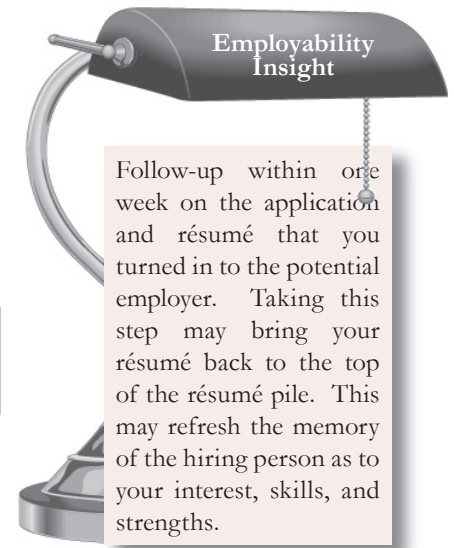 Employability
Insight
Follow-up within one
week on the application
and résumé that you
turned in to the potential
employer. Taking this
step may bring your
résumé back to the top
of the résumé pile. This
may refresh the memory
of the hiring person as to
your interest, skills, and
strengths.